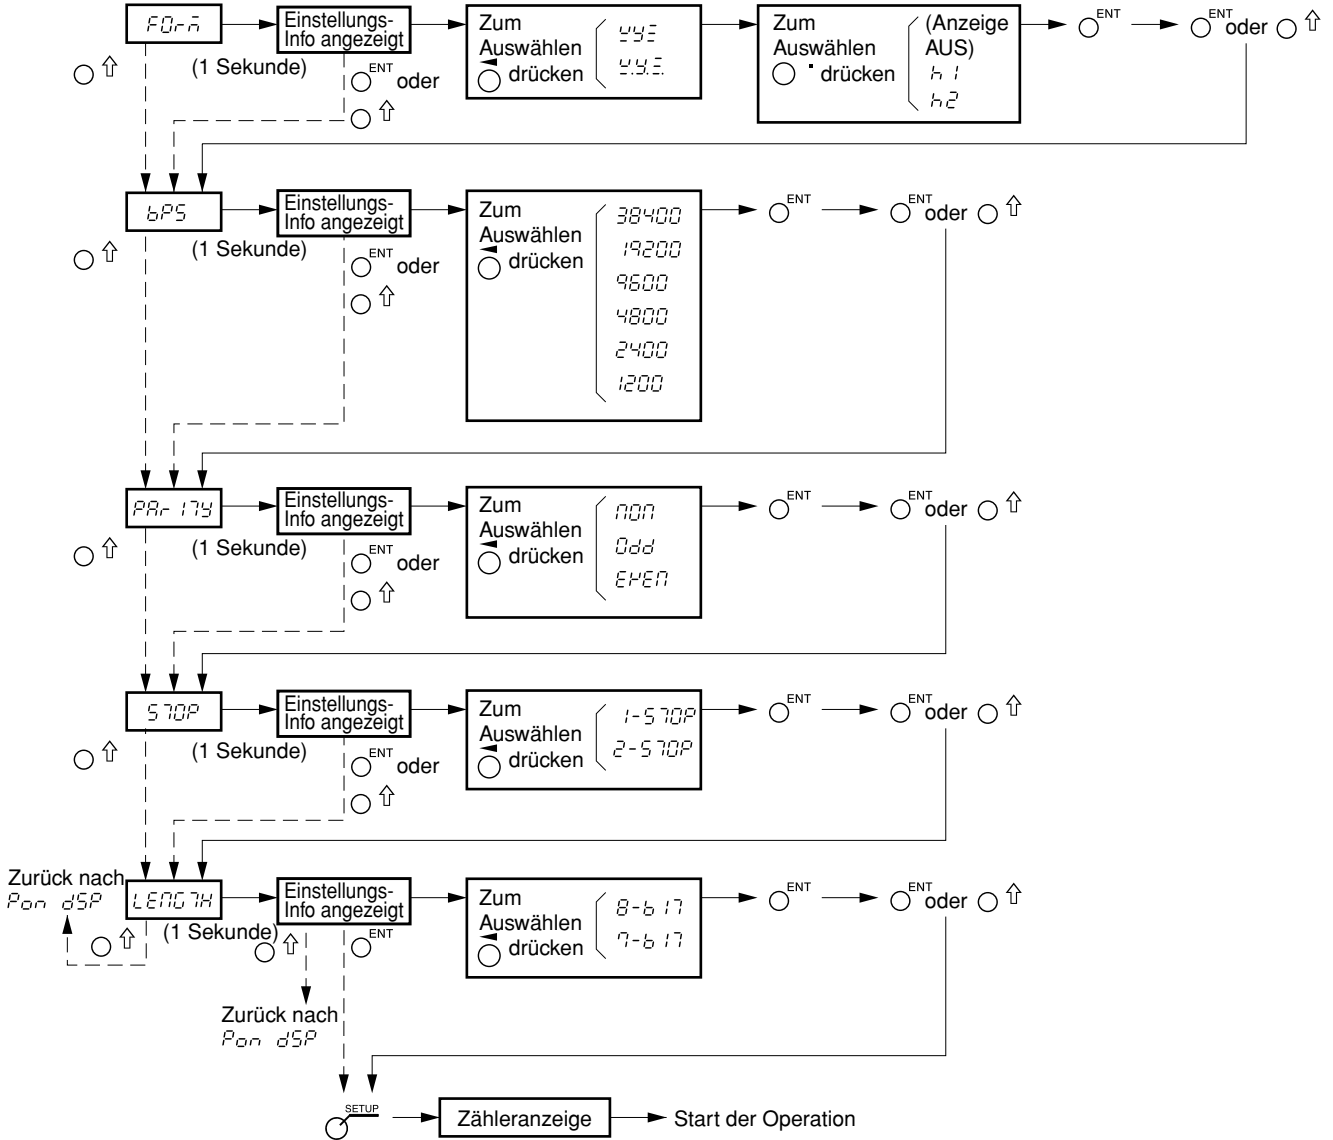 FOrm
Einstellungs-
Info angezeigt
(1 Sekunde)
ENT
oder
Zum
Auswählen
drücken
Zum
Auswählen
drücken
(Anzeige
AUS)
h1
h2
ENT
ENT
oder
bPS
Einstellungs-
Info angezeigt
(1 Sekunde)
ENT
oder
Zum
Auswählen
drücken
38400
19200
9600
4800
2400
1200
ENT
ENT
oder
PAriTY
Einstellungs-
Info angezeigt
(1 Sekunde)
ENT
oder
Zum
Auswählen
drücken
non
Odd
EVEn
ENT
ENT
oder
STOP
Einstellungs-
Info angezeigt
(1 Sekunde)
ENT
oder
Zum
Auswählen
drücken
1-STOP
2-STOP
ENT
ENT
oder
Zurück nach
Pon dSP
LENGTH
Einstellungs-
Info angezeigt
(1 Sekunde)
ENT
Zum
Auswählen
drücken
8-biT
7-biT
ENT
ENT
oder
Zurück nach
Pon dSP
SETUP
Zähleranzeige
Start der Operation